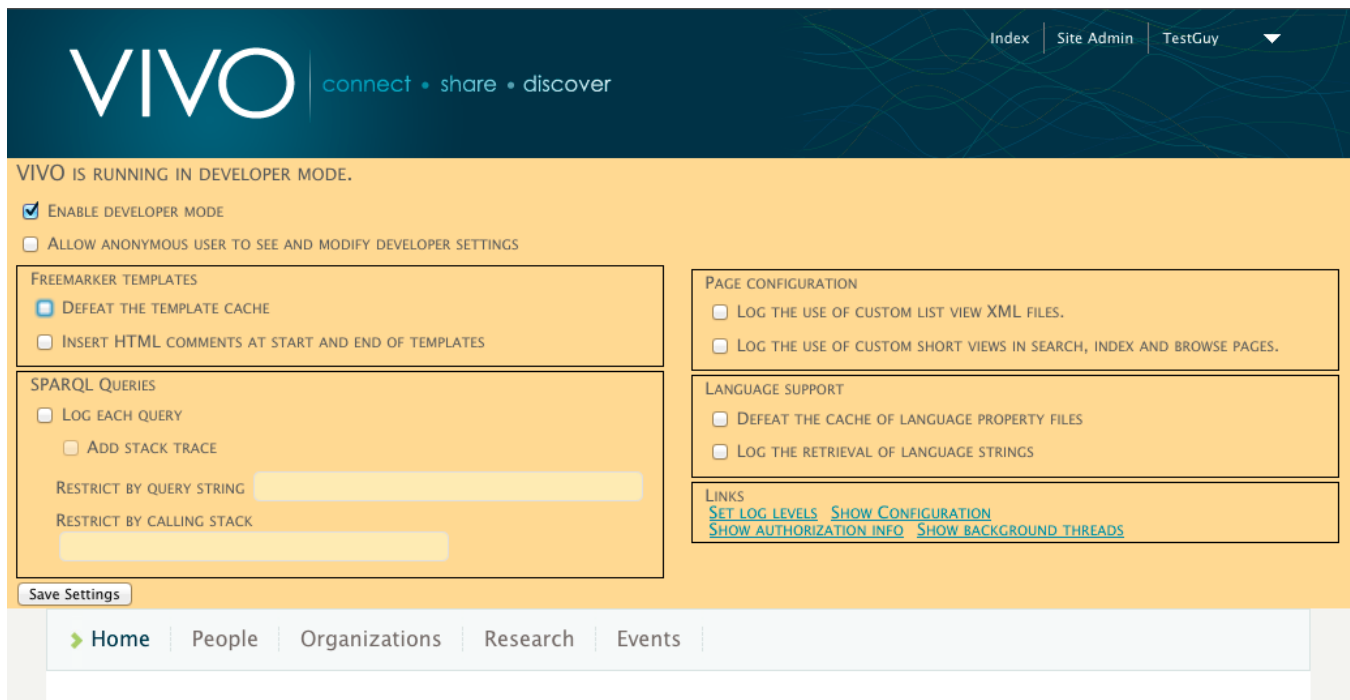 Index Site Admin TestGuy
VIVO connect • share • discover
VIVO IS RUNNING IN DEVELOPER MODE.
ENABLE DEVELOPER MODE
ALLOW ANONYMOUS USER TO SEE AND MODIFY DEVELOPER SETTINGS
FREEMARKER TEMPLATES
DEFEAT THE TEMPLATE CACHE
INSERT HTML COMMENTS AT START AND END OF TEMPLATES
SPARQL QUERIES
LOG EACH QUERY
ADD STACK TRACE
RESTRICT BY QUERY STRING
RESTRICT BY CALLING STACK
PAGE CONFIGURATION
LOG THE USE OF CUSTOM LIST VIEW XML FILES.
LOG THE USE OF CUSTOM SHORT VIEWS IN SEARCH, INDEX AND BROWSE PAGES.
LANGUAGE SUPPORT
DEFEAT THE CACHE OF LANGUAGE PROPERTY FILES
LOG THE RETRIEVAL OF LANGUAGE STRINGS
LINKS
SET LOG LEVELS SHOW CONFIGURATION
SHOW AUTHORIZATION INFO SHOW BACKGROUND THREADS
Save Settings
Home People Organizations Research Events